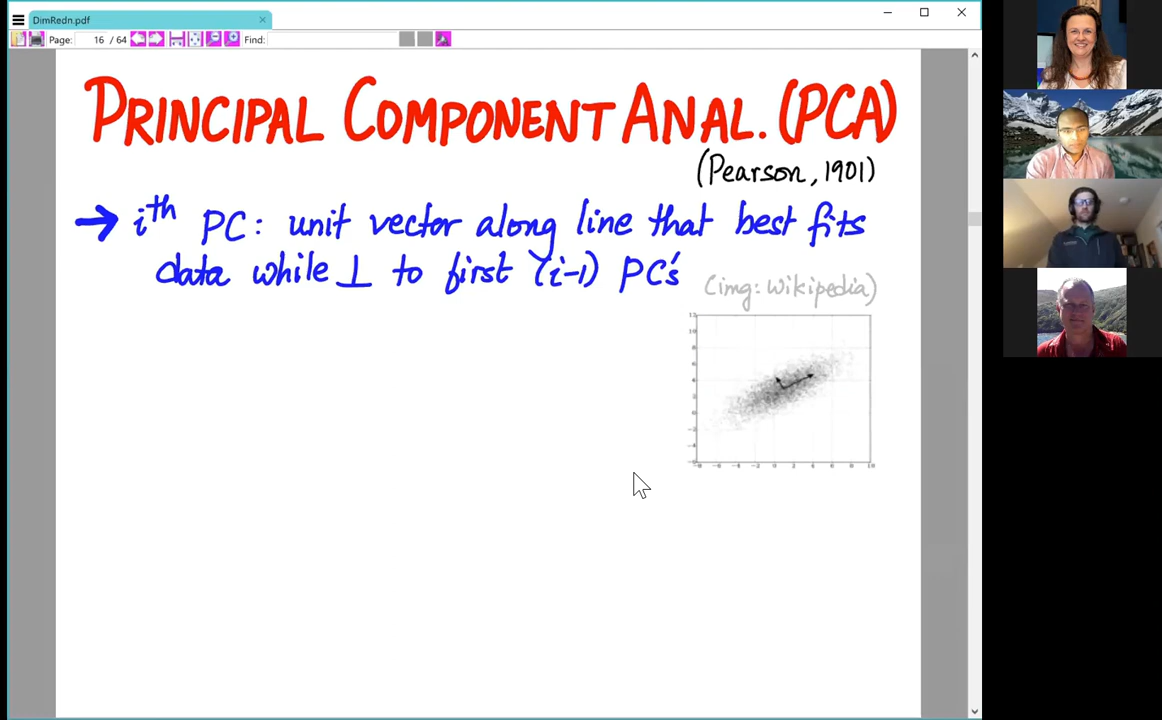 DimRedn.pdf
Page: 16 / 64 Find:
PRINCIPAL COMPONENT ANAL. (PCA)
(Pearson, 1901)
→ ith PC: unit vector along line that best fits
data while ⊥ to first (i-1) PC's
(img: Wikipedia)